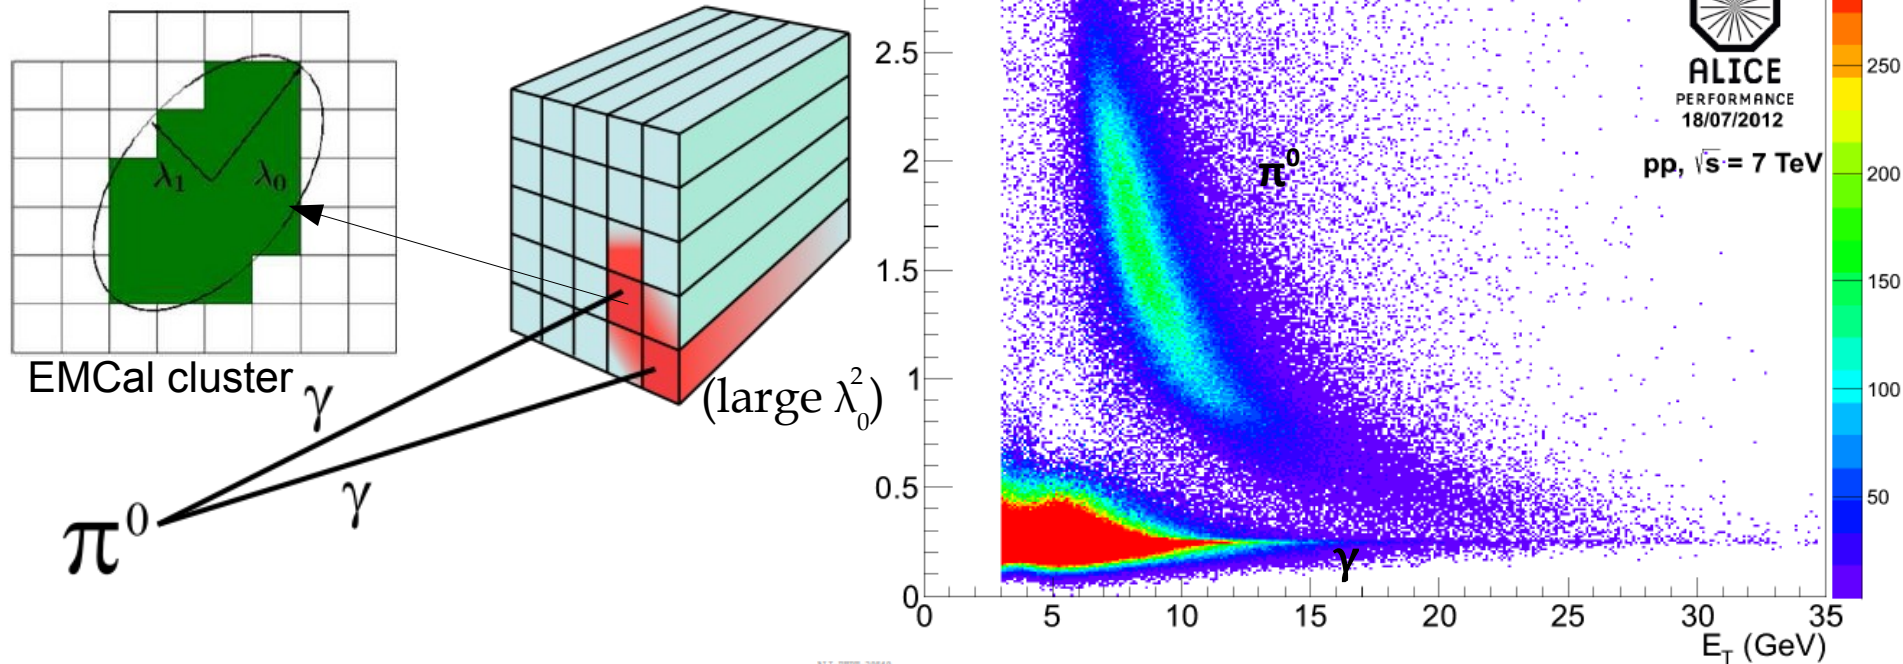 λ₁ λ₀
EMCal cluster
γ
γ
π⁰
(large λ₀²)
2.5
2
1.5
1
0.5
0
0 5 10 15 20 25 30 35
E_T (GeV)
π⁰
γ
ALICE
PERFORMANCE
18/07/2012
pp, √s = 7 TeV
250
200
150
100
50